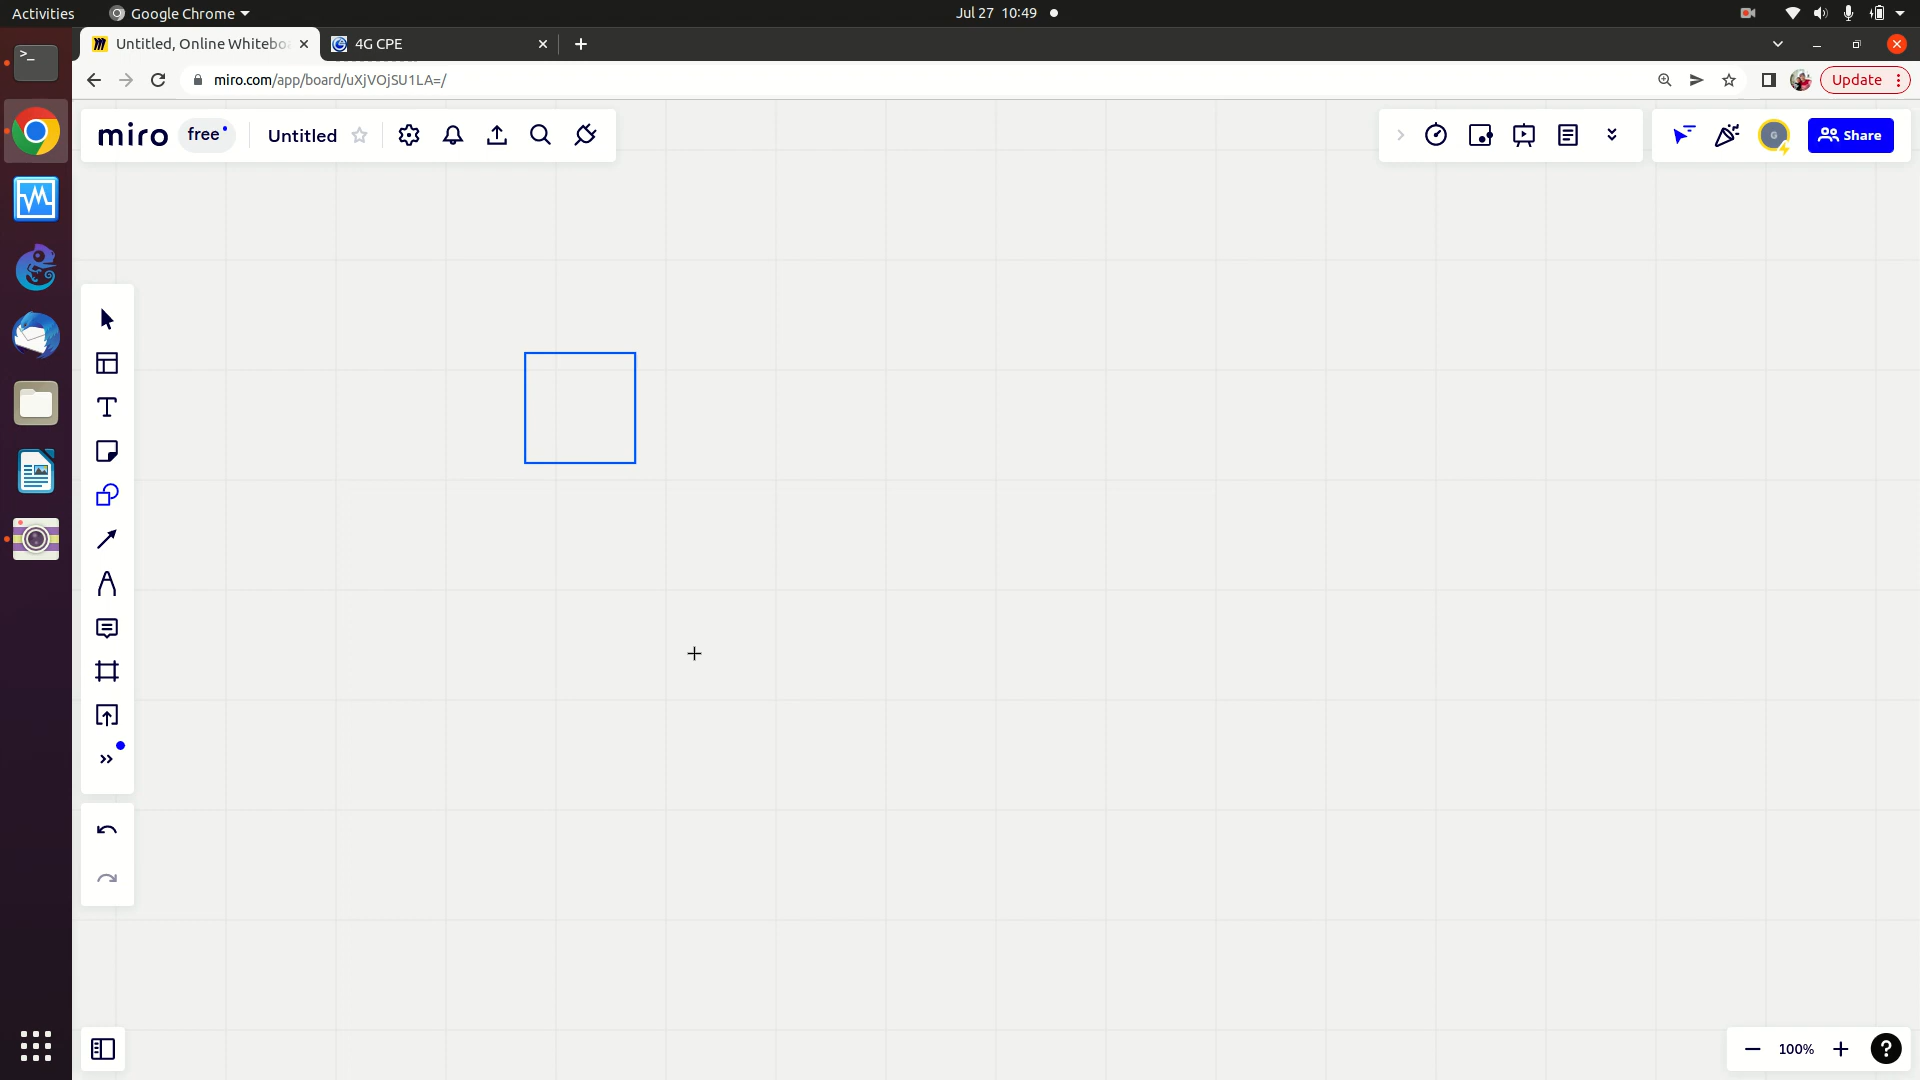 Activities
Google Chrome
Jul 27 10:49
Untitled, Online Whiteboa
4G CPE
miro.com/app/board/uXjVOjSU1LA=/
Update
miro
free
Untitled
G
Share
100%
?